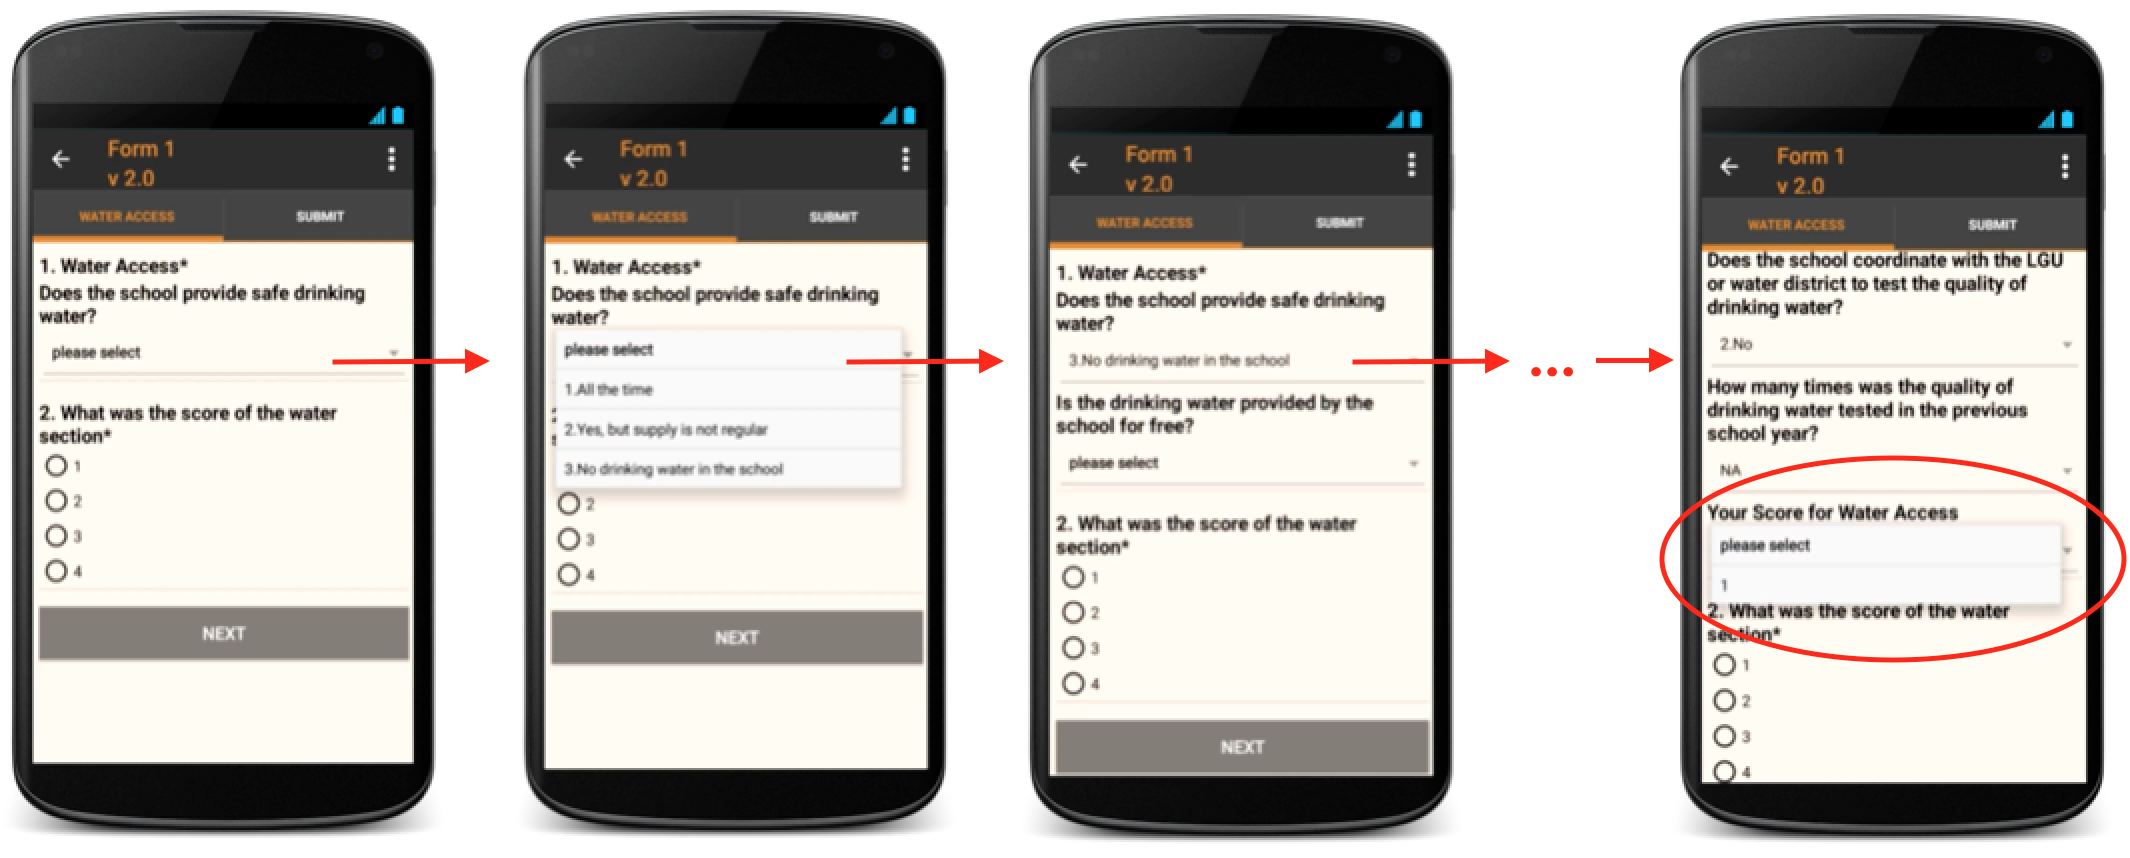 Form 1
v 2.0
WATER ACCESS
SUBMIT
1. Water Access*
Does the school provide safe drinking
water?
please select
2. What was the score of the water
section*
1
2
3
4
NEXT
Form 1
v 2.0
WATER ACCESS
SUBMIT
1. Water Access*
Does the school provide safe drinking
water?
please select
1.All the time
2.Yes, but supply is not regular
3.No drinking water in the school
2
3
4
NEXT
Form 1
v 2.0
WATER ACCESS
SUBMIT
1. Water Access*
Does the school provide safe drinking
water?
3.No drinking water in the school
Is the drinking water provided by the
school for free?
please select
2. What was the score of the water
section*
1
2
3
4
NEXT
...
Form 1
v 2.0
WATER ACCESS
SUBMIT
Does the school coordinate with the LGU
or water district to test the quality of
drinking water?
2.No
How many times was the quality of
drinking water tested in the previous
school year?
NA
Your Score for Water Access
please select
1
2. What was the score of the water
section*
1
2
3
4